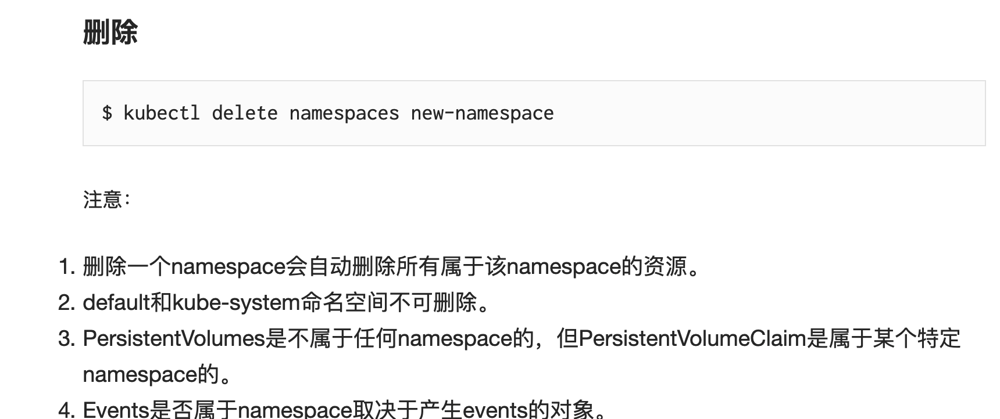 删除
$ kubectl delete namespaces new-namespace
注意：
1. 删除一个namespace会自动删除所有属于该namespace的资源。
2. default和kube-system命名空间不可删除。
3. PersistentVolumes是不属于任何namespace的，但PersistentVolumeClaim是属于某个特定
namespace的。
4. Events是否属于namespace取决于产生events的对象。